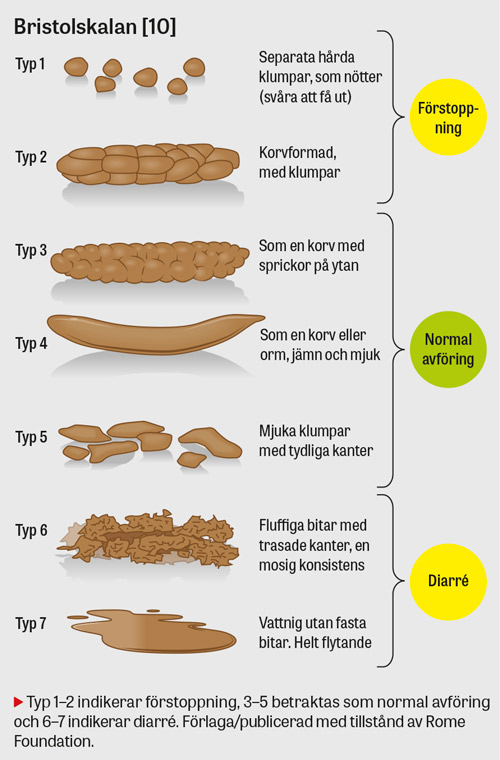 Bristolskalan [10]
Typ 1
Separata hårda
klumpar, som nötter
(svåra att få ut)
Förstopp-
ning
Typ 2
Korvformad,
med klumpar
Typ 3
Som en korv med
sprickor på ytan
Typ 4
Som en korv eller
orm, jämn och mjuk
Normal
avföring
Typ 5
Mjuka klumpar
med tydliga kanter
Typ 6
Fluffiga bitar med
trasade kanter, en
mosig konsistens
Diarré
Typ 7
Vattnig utan fasta
bitar. Helt flytande
Typ 1–2 indikerar förstoppning, 3–5 betraktas som normal avföring
och 6–7 indikerar diarré. Förlaga/publicerad med tillstånd av Rome
Foundation.